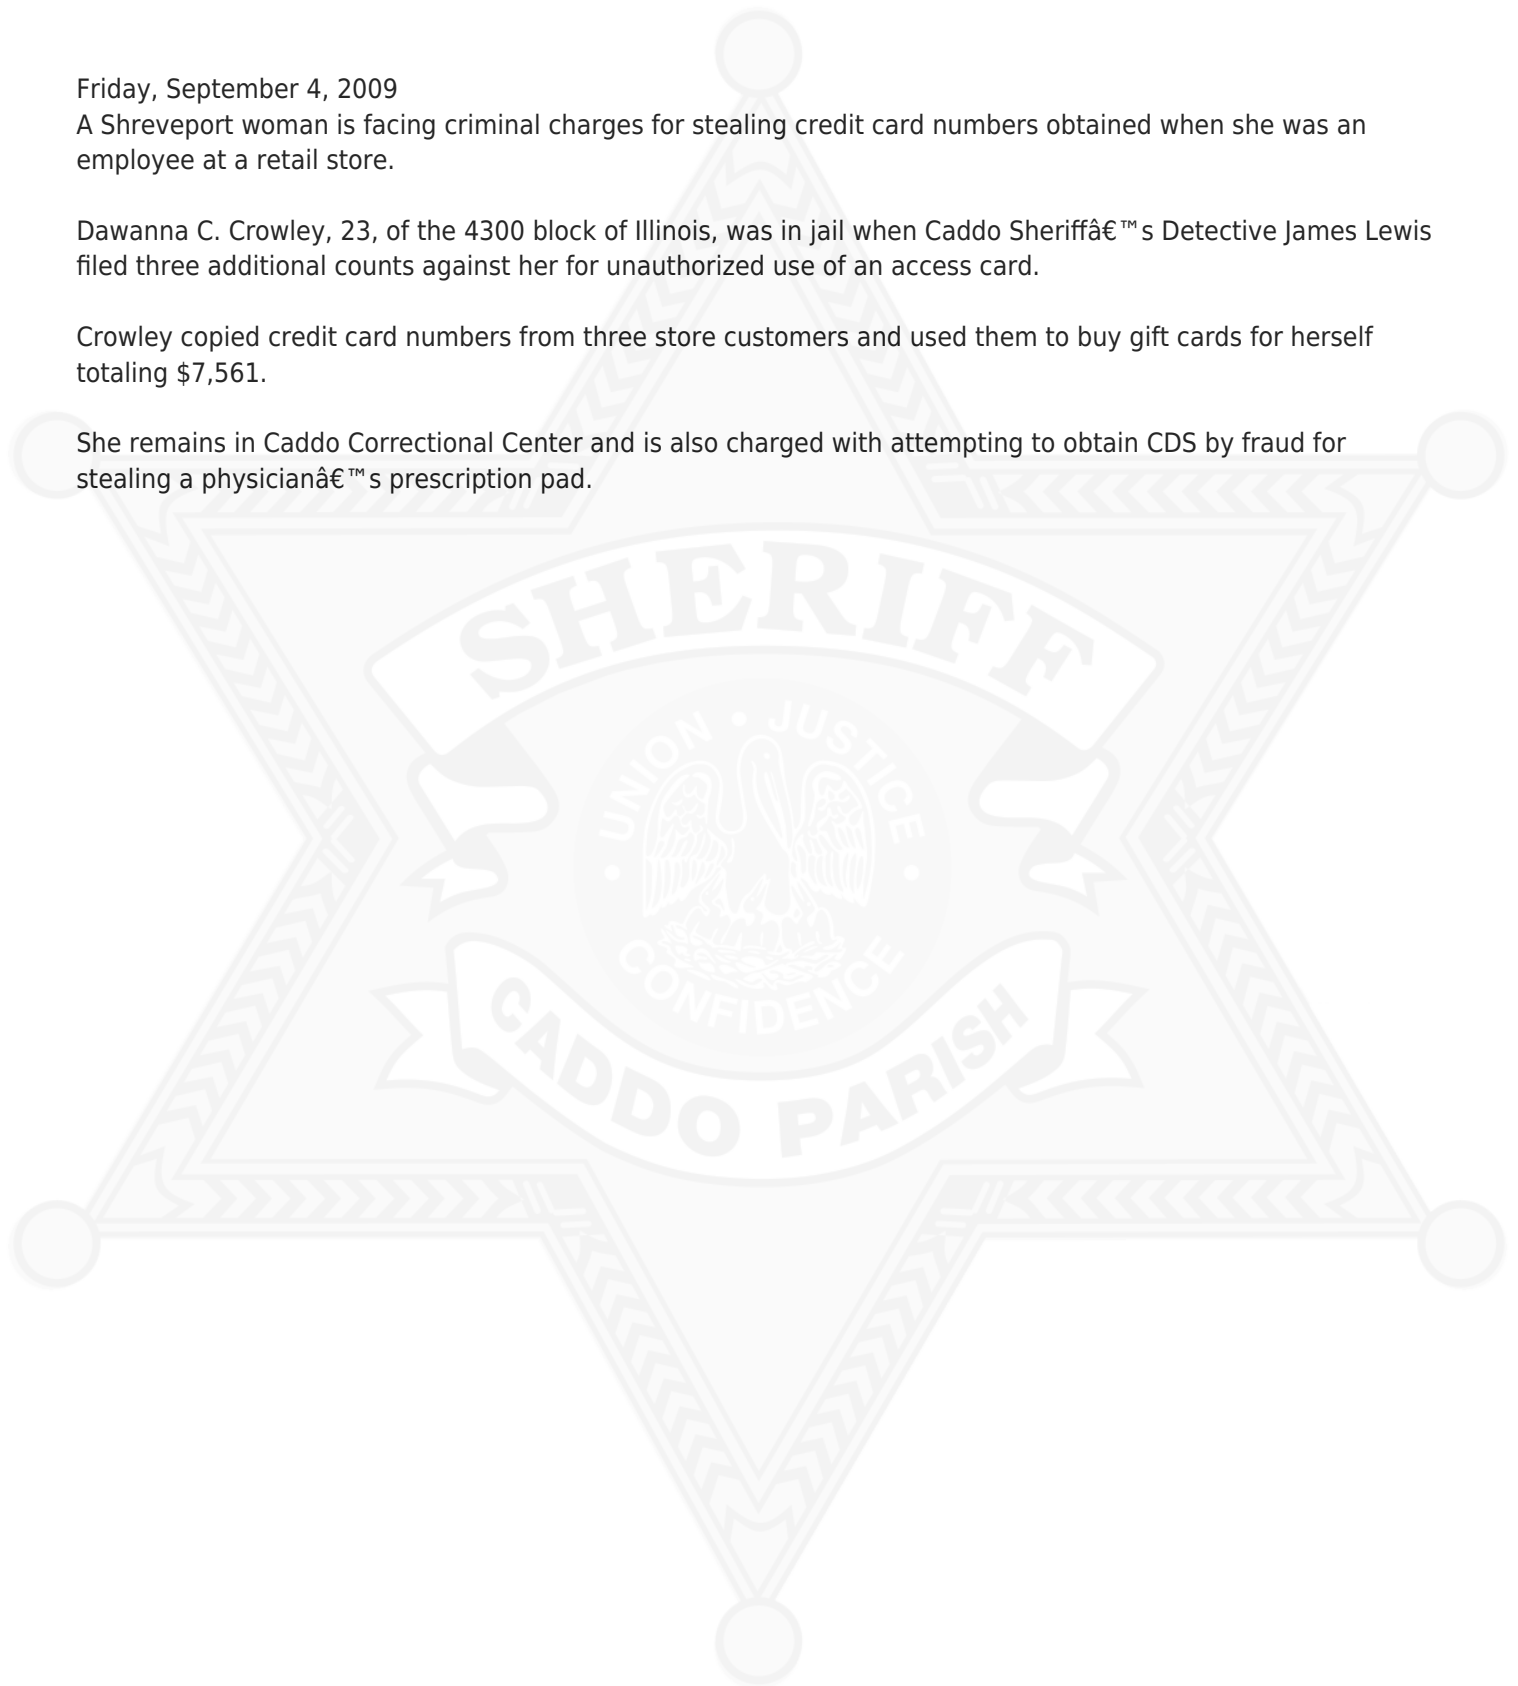 Friday, September 4, 2009
A Shreveport woman is facing criminal charges for stealing credit card numbers obtained when she was an
employee at a retail store.
Dawanna C. Crowley, 23, of the 4300 block of Illinois, was in jail when Caddo Sheriffâ€™s Detective James Lewis
filed three additional counts against her for unauthorized use of an access card.
Crowley copied credit card numbers from three store customers and used them to buy gift cards for herself
totaling $7,561.
She remains in Caddo Correctional Center and is also charged with attempting to obtain CDS by fraud for
stealing a physicianâ€™s prescription pad.
SHERIFF
UNION • JUSTICE
• CONFIDENCE •
CADDO PARISH